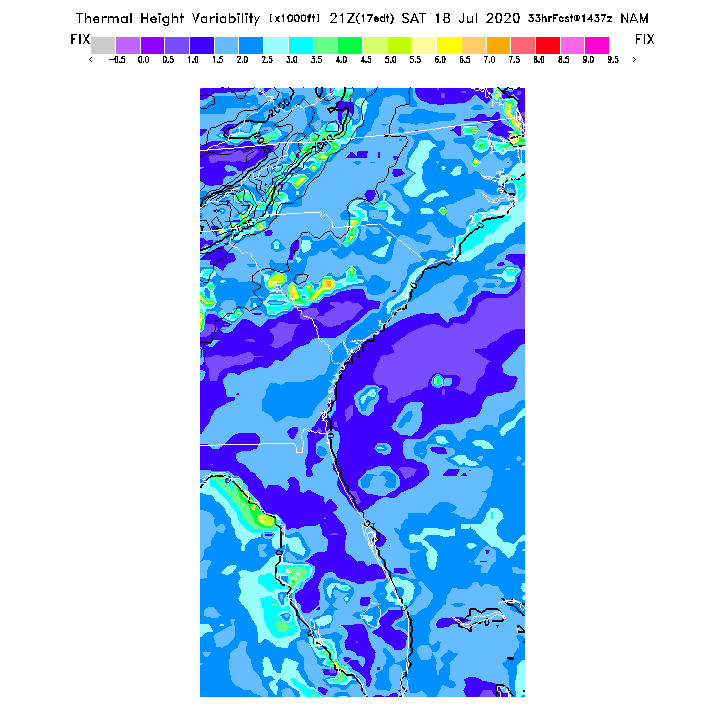 Thermal Height Variability [x1000ft] 21Z(17edt) SAT 18 Jul 2020 33hrFcst@1437z NAM
FIX FIX
< -0.5 0.0 0.5 1.0 1.5 2.0 2.5 3.0 3.5 4.0 4.5 5.0 5.5 6.0 6.5 7.0 7.5 8.0 8.5 9.0 9.5 >